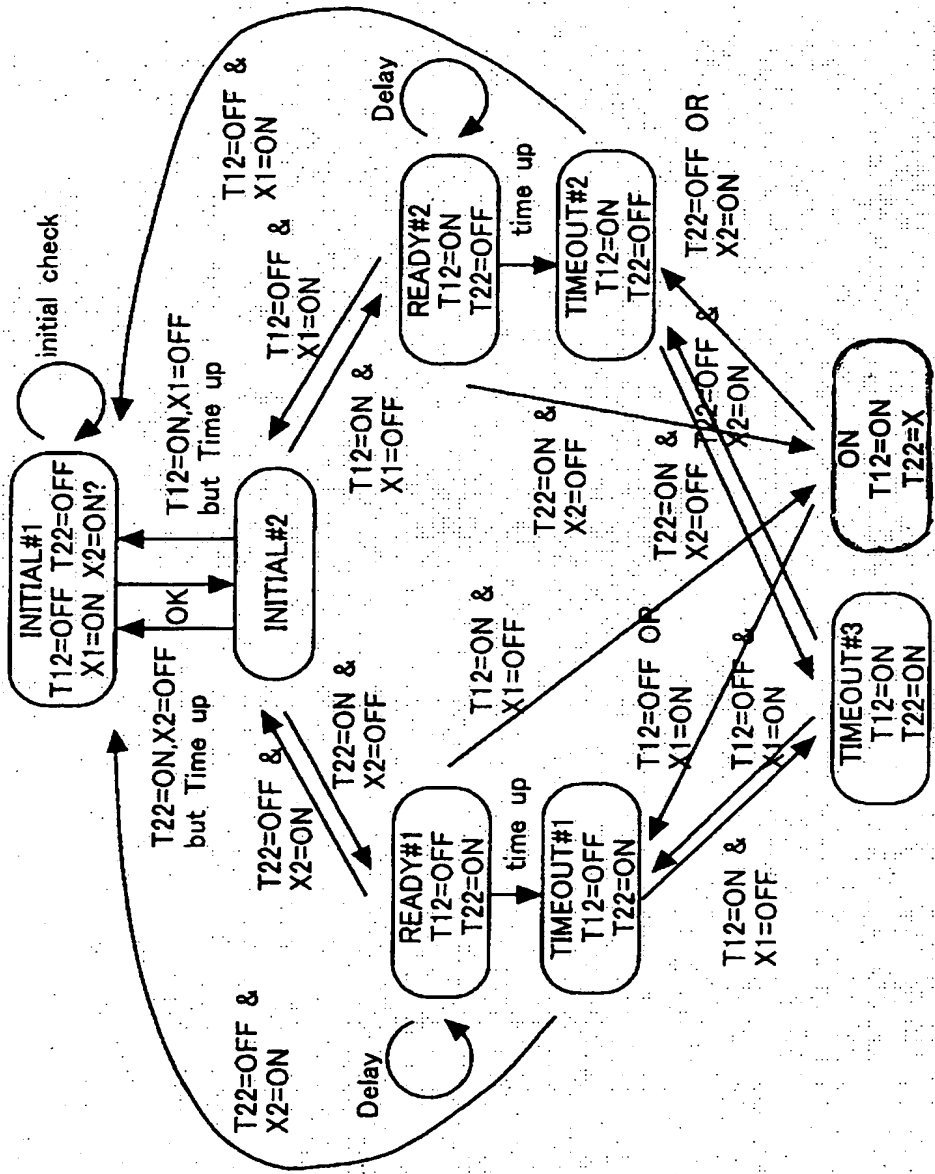 initial check
INITIAL#1
T12=OFF T22=OFF
X1=ON X2=ON?
T22=OFF &
X2=ON
T22=ON,X2=OFF
but Time up
OK
T12=ON,X1=OFF
but Time up
T12=OFF &
X1=ON
INITIAL#2
T22=OFF &
X2=ON
T22=ON &
X2=OFF
T12=ON &
X1=OFF
T12=OFF &
X1=ON
Delay
READY#1
T12=OFF
T22=ON
READY#2
T12=ON
T22=OFF
Delay
time up
time up
T12=ON &
X1=OFF
T22=ON &
X2=OFF
TIMEOUT#1
T12=OFF
T22=ON
TIMEOUT#2
T12=ON
T22=OFF
T12=OFF OR
X1=ON
T22=ON &
X2=OFF
T22=OFF &
X2=ON
T22=OFF OR
X2=ON
T12=ON &
X1=OFF
T12=OFF &
X1=ON
TIMEOUT#3
T12=ON
T22=ON
ON
T12=ON
T22=X